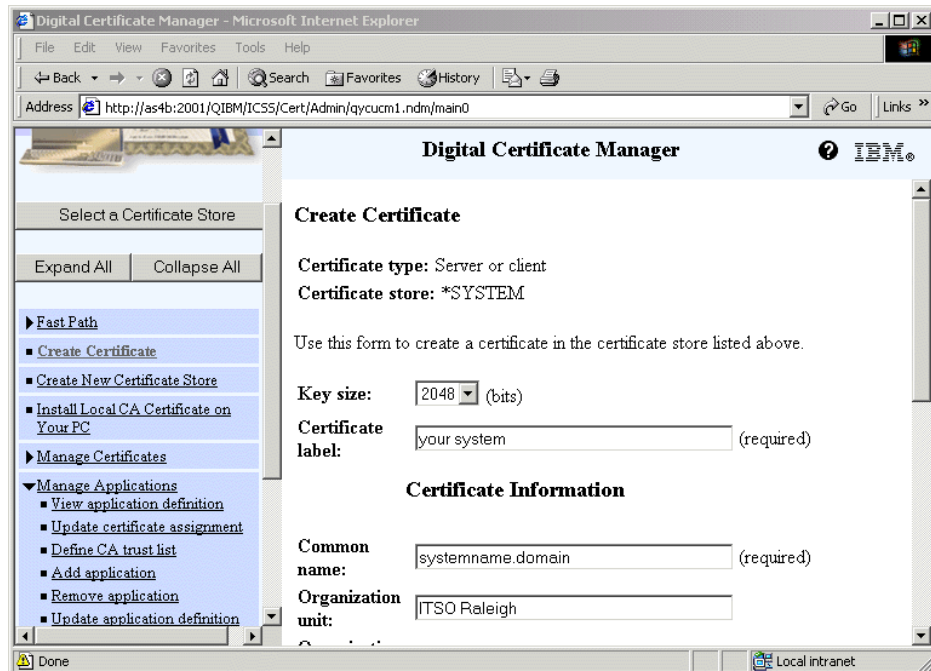 Digital Certificate Manager - Microsoft Internet Explorer
File Edit View Favorites Tools Help
Back Search Favorites History
Address http://as4b:2001/QIBM/ICSS/Cert/Admin/qycucm1.ndm/main0 Go Links »
Digital Certificate Manager ? IBM®
Select a Certificate Store
Expand All Collapse All
Fast Path
Create Certificate
Create New Certificate Store
Install Local CA Certificate on
Your PC
Manage Certificates
Manage Applications
View application definition
Update certificate assignment
Define CA trust list
Add application
Remove application
Update application definition
Create Certificate
Certificate type: Server or client
Certificate store: *SYSTEM
Use this form to create a certificate in the certificate store listed above.
Key size: 2048 (bits)
Certificate
label: your system (required)
Certificate Information
Common
name: systemname.domain (required)
Organization
unit: ITSO Raleigh
Done Local intranet